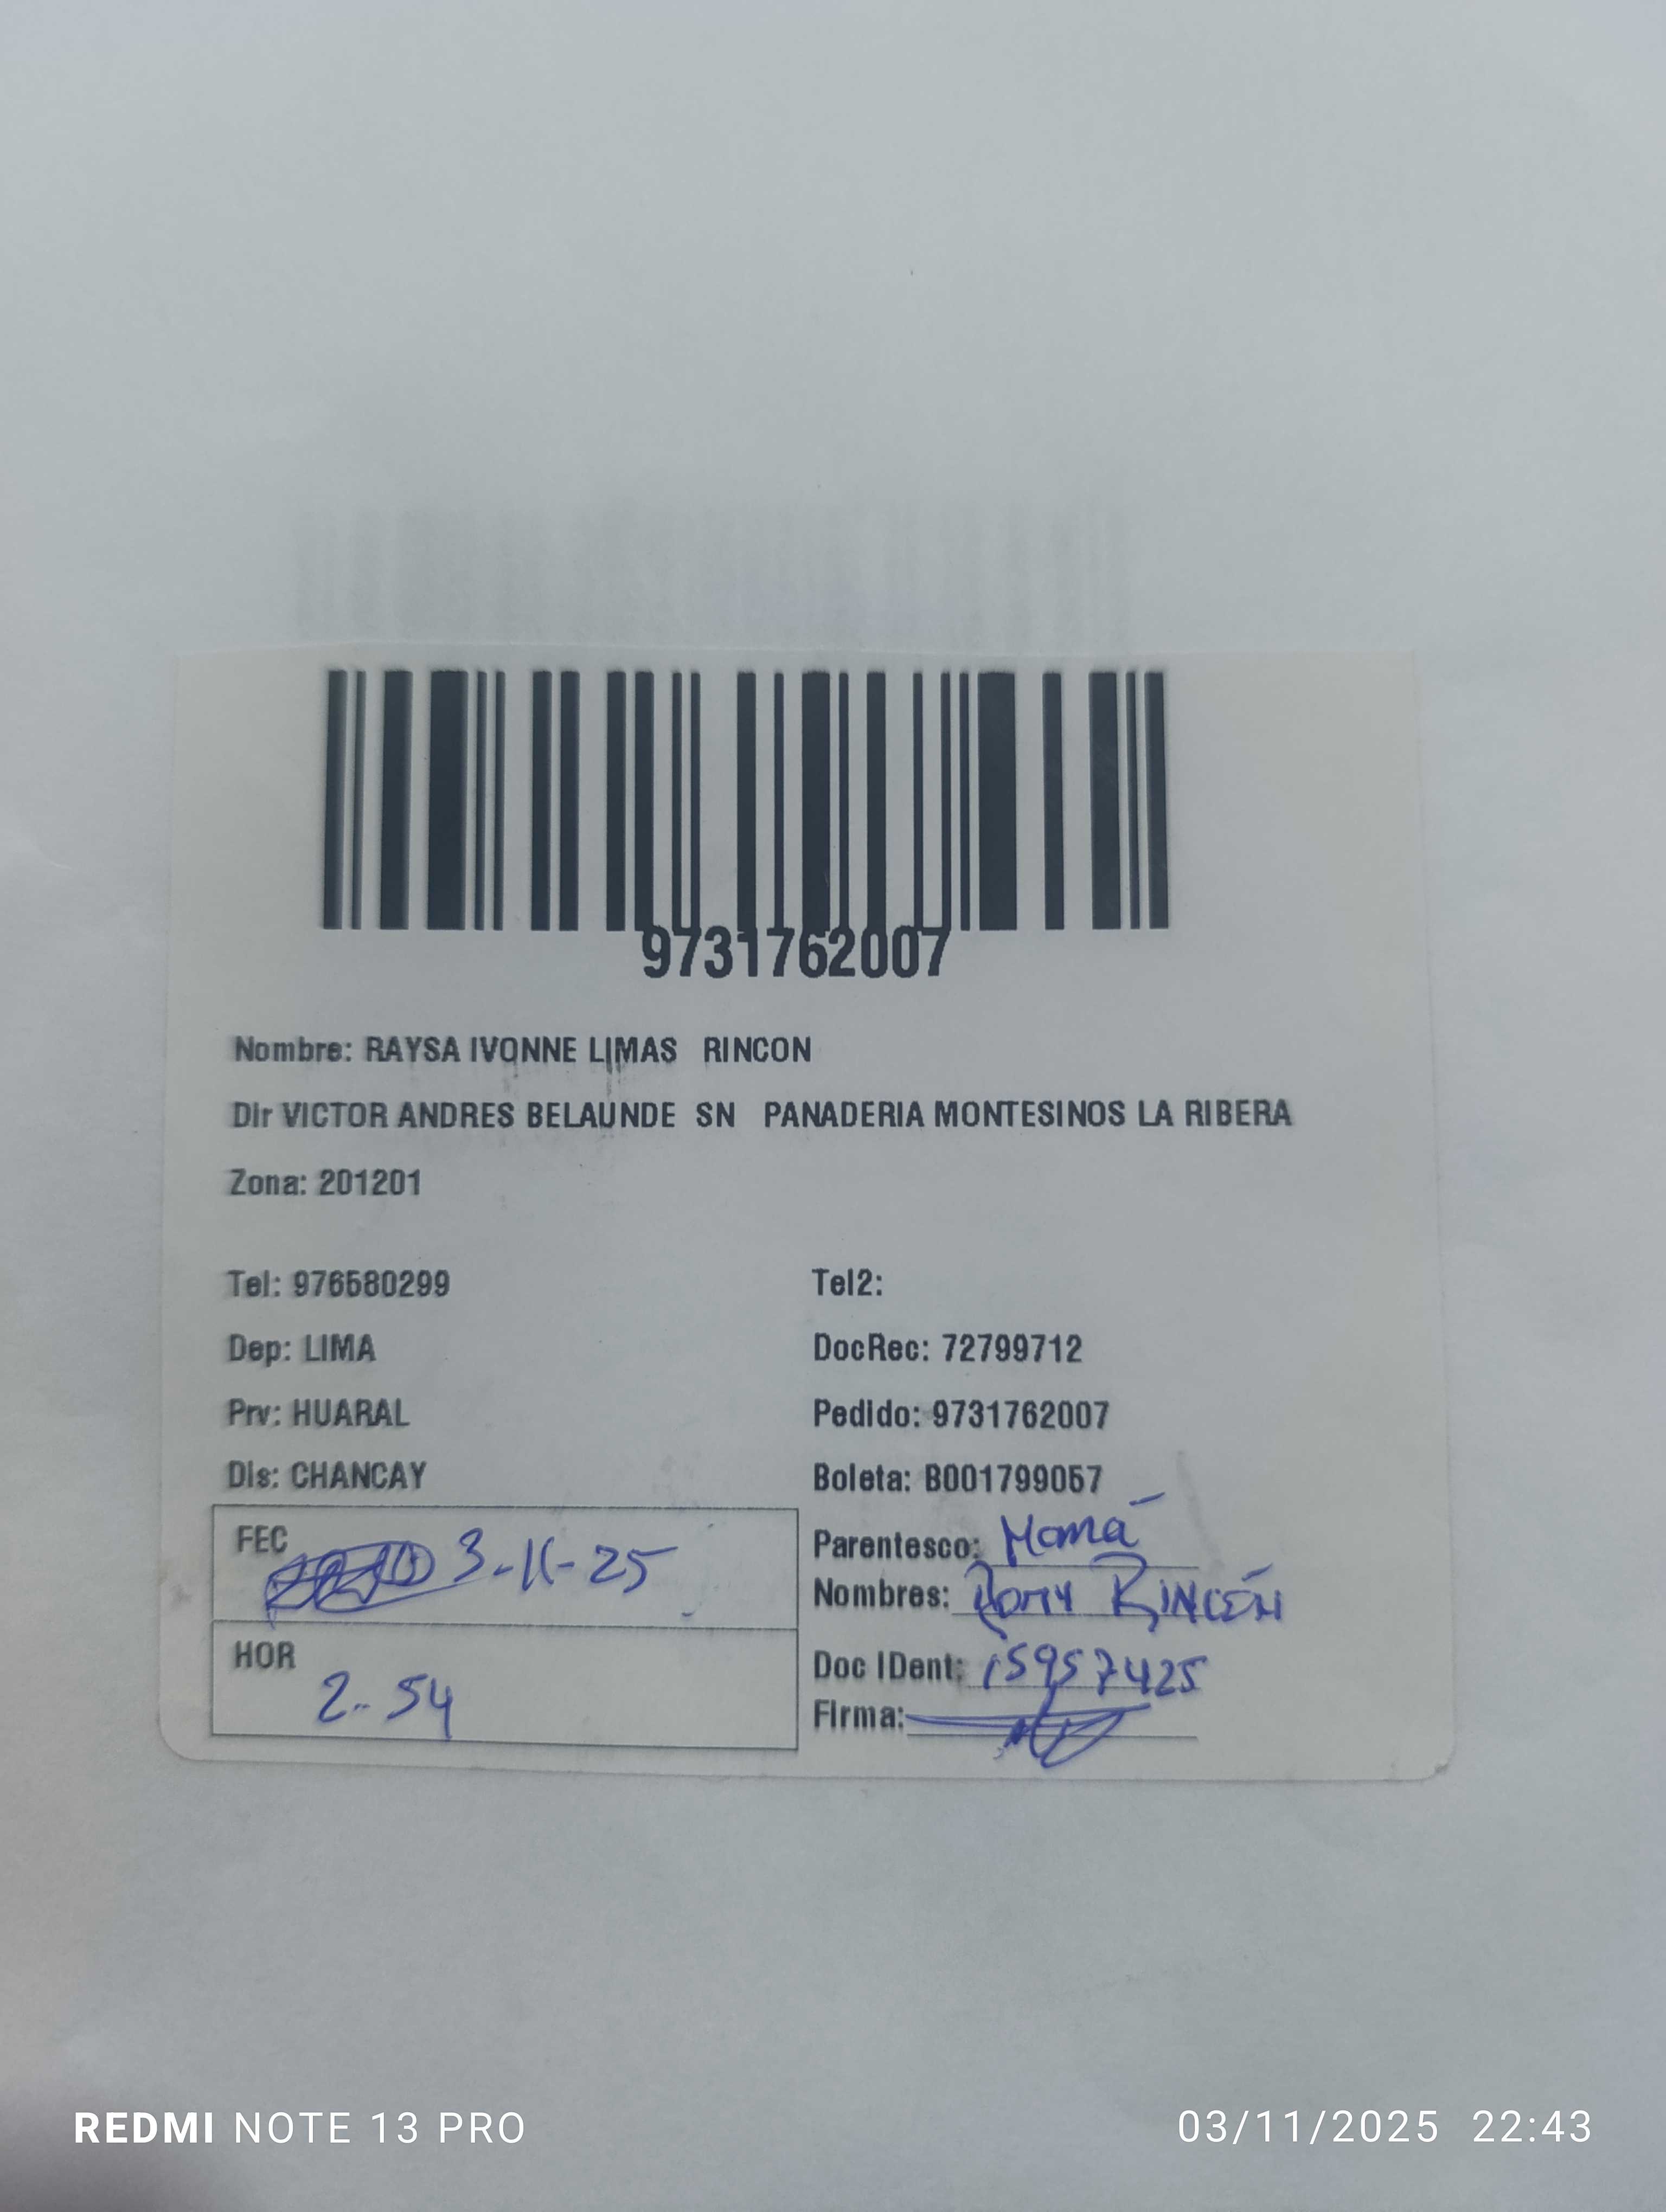 9731762007
Nombre: RAYSA IVONNE LIMAS RINCON
Dir VICTOR ANDRES BELAUNDE SN PANADERIA MONTESINOS LA RIBERA
Zona: 201201
Tel: 976580299 Tel2:
Dep: LIMA DocRec: 72799712
Prv: HUARAL Pedido: 9731762007
Dis: CHANCAY Boleta: B001799057
FEC 3-11-25
HOR 2-54
Parentesco: Mamá
Nombres: Romy RINCÓN
Doc IDent: 15957425
Firma:
REDMI NOTE 13 PRO 03/11/2025 22:43